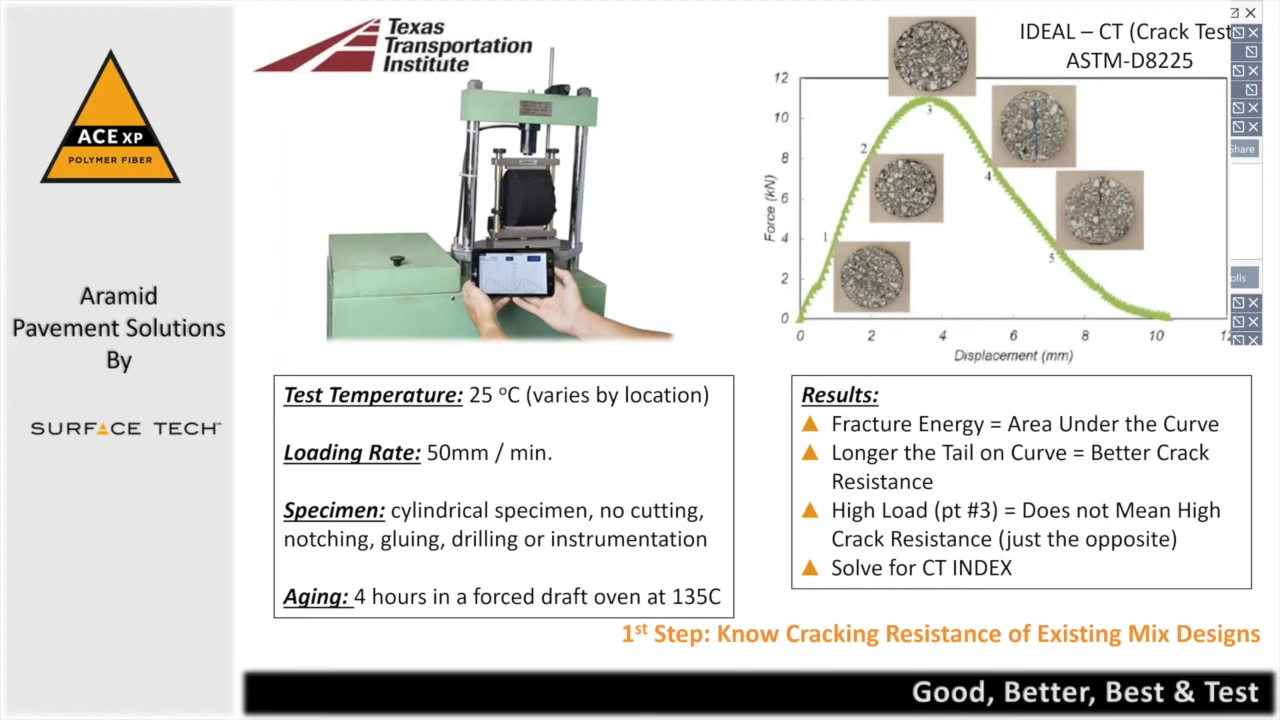 ACE XP
POLYMER FIBER
Aramid
Pavement Solutions
By
SURFACE TECH™
Texas
Transportation
Institute
IDEAL – CT (Crack Test
ASTM-D8225
Share
olls
12
10
8
6
4
2
0
Force (kN)
1
2
3
4
5
0 2 4 6 8 10 12
Displacement (mm)
Test Temperature: 25 °C (varies by location)
Loading Rate: 50mm / min.
Specimen: cylindrical specimen, no cutting,
notching, gluing, drilling or instrumentation
Aging: 4 hours in a forced draft oven at 135C
Results:
Fracture Energy = Area Under the Curve
Longer the Tail on Curve = Better Crack
Resistance
High Load (pt #3) = Does not Mean High
Crack Resistance (just the opposite)
Solve for CT INDEX
1st Step: Know Cracking Resistance of Existing Mix Designs
Good, Better, Best & Test